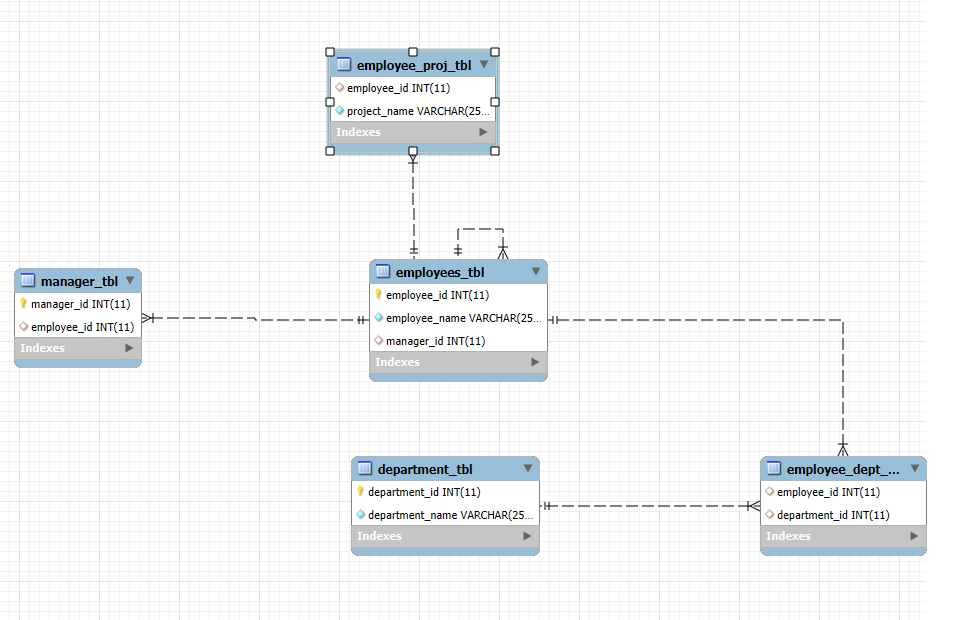 employee_proj_tbl
employee_id INT(11)
project_name VARCHAR(25...
Indexes
employees_tbl
employee_id INT(11)
employee_name VARCHAR(25...
manager_id INT(11)
Indexes
manager_tbl
manager_id INT(11)
employee_id INT(11)
Indexes
department_tbl
department_id INT(11)
department_name VARCHAR(25...
Indexes
employee_dept_...
employee_id INT(11)
department_id INT(11)
Indexes